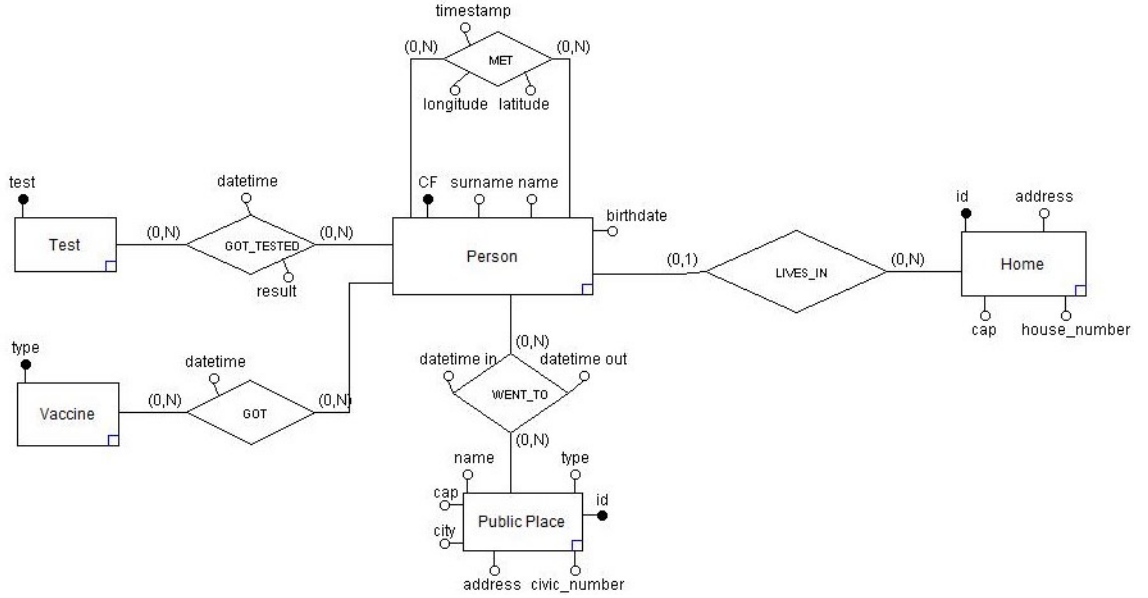 timestamp
(0,N) (0,N)
MET
longitude latitude
test datetime CF surname name id address
birthdate
(0,N) (0,N)
Test GOT_TESTED Person (0,1) LIVES_IN (0,N) Home
result
cap house_number
type datetime (0,N)
datetime in datetime out
(0,N) (0,N)
Vaccine GOT WENT_TO
(0,N)
name type
cap id
Public Place
city
address civic_number